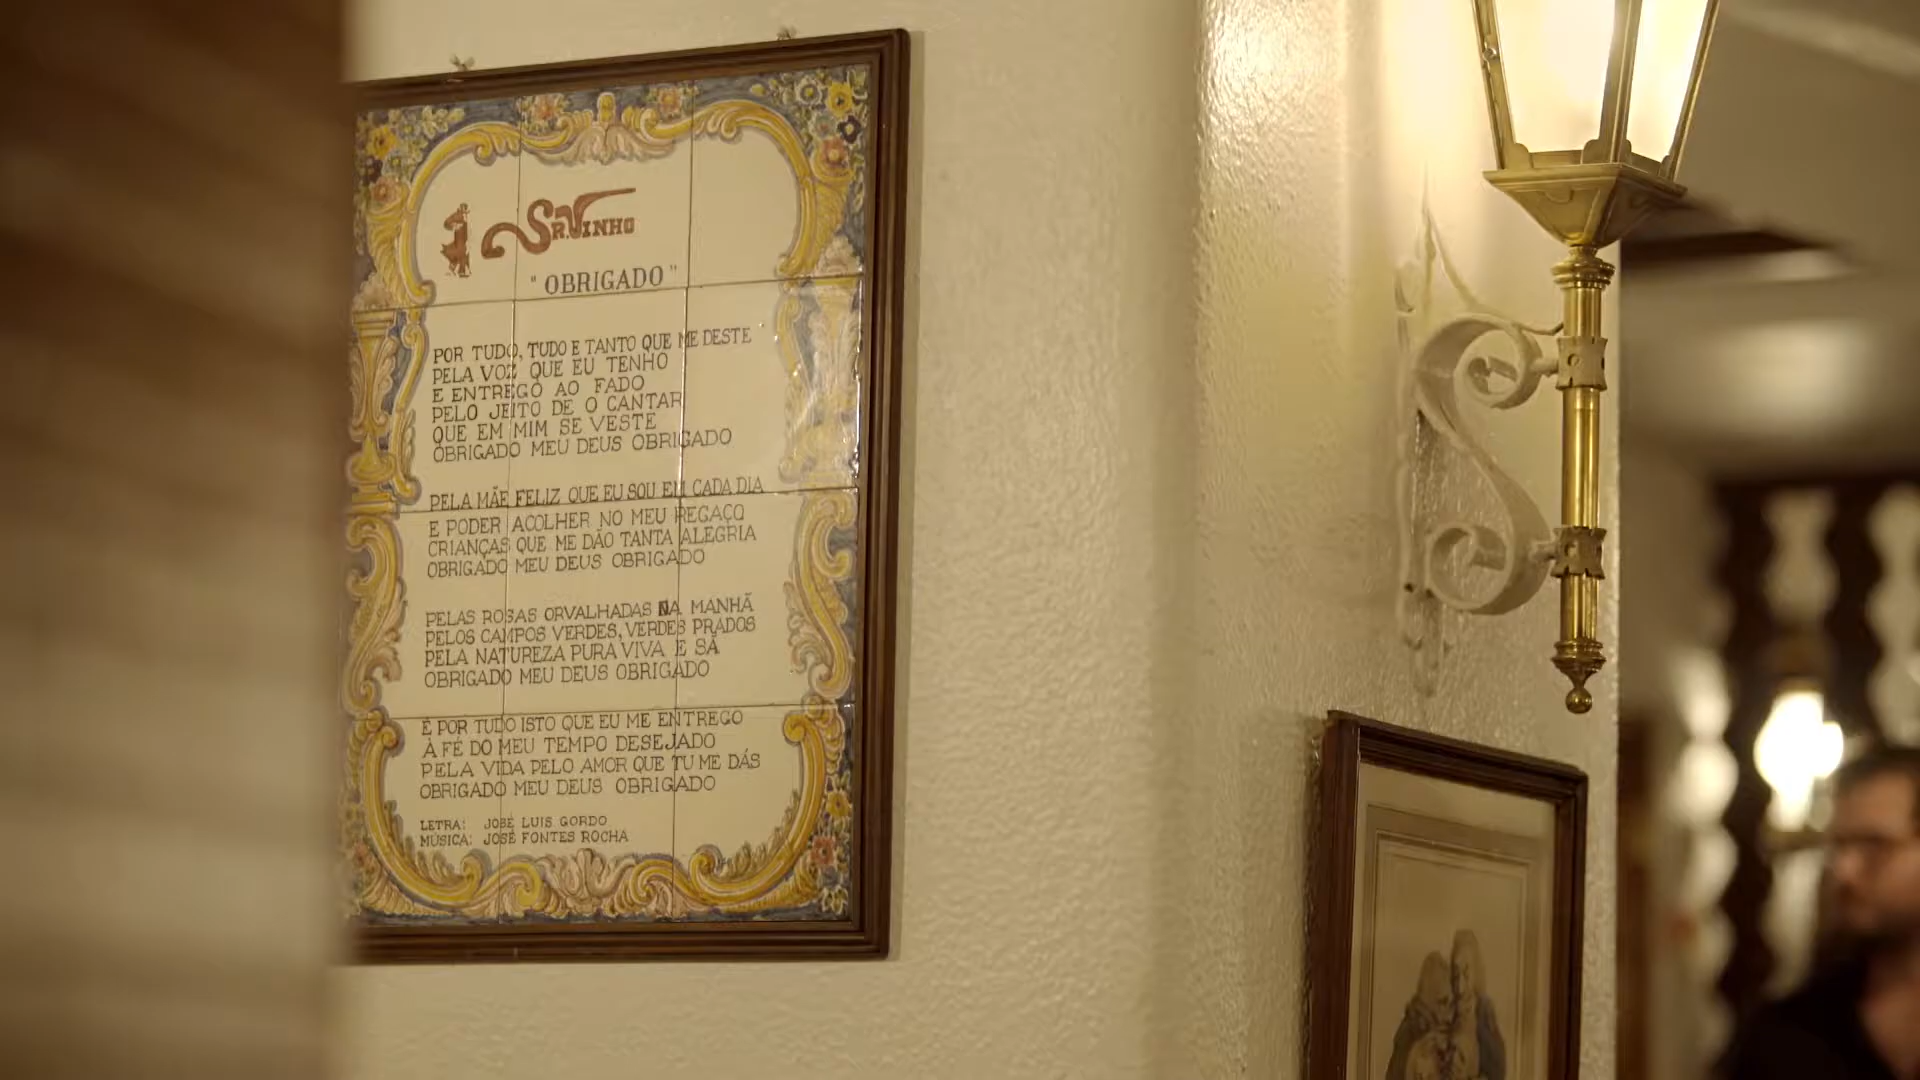 SR. VINHO
"OBRIGADO"
POR TUDO, TUDO E TANTO QUE ME DESTE
PELA VOZ QUE EU TENHO
E ENTREGO AO FADO
PELO JEITO DE O CANTAR
QUE EM MIM SE VESTE
OBRIGADO MEU DEUS OBRIGADO
PELA MÃE FELIZ QUE EU SOU EM CADA DIA
E PODER ACOLHER NO MEU REGAÇO
CRIANÇAS QUE ME DÃO TANTA ALEGRIA
OBRIGADO MEU DEUS OBRIGADO
PELAS ROSAS ORVALHADAS NA MANHÃ
PELOS CAMPOS VERDES, VERDES PRADOS
PELA NATUREZA PURA VIVA E SÃ
OBRIGADO MEU DEUS OBRIGADO
É POR TUDO ISTO QUE EU ME ENTREGO
À FÉ DO MEU TEMPO DESEJADO
PELA VIDA PELO AMOR QUE TU ME DÁS
OBRIGADO MEU DEUS OBRIGADO
LETRA: JOSÉ LUIS GORDO
MÚSICA: JOSÉ FONTES ROCHA